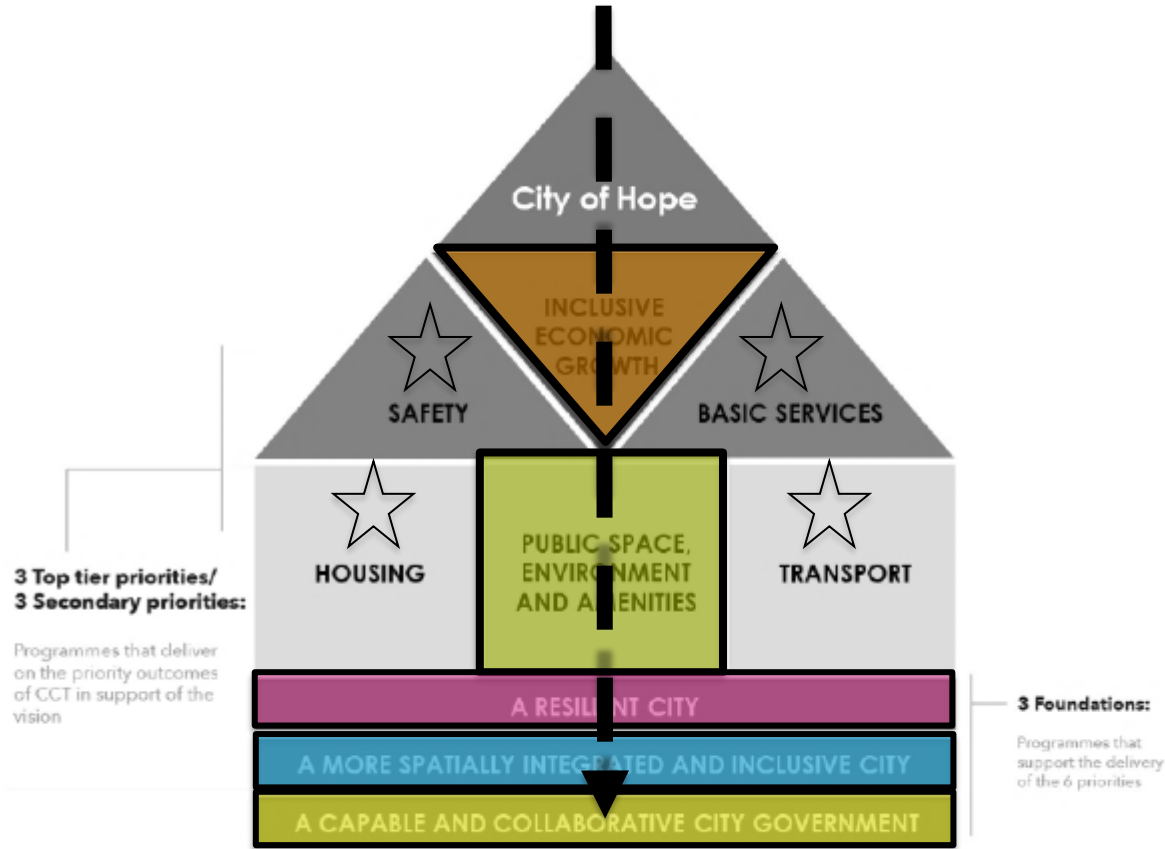 City of Hope
INCLUSIVE
ECONOMIC
GROWTH
SAFETY
BASIC SERVICES
HOUSING
PUBLIC SPACE,
ENVIRONMENT
AND AMENITIES
TRANSPORT
3 Top tier priorities/
3 Secondary priorities:
Programmes that deliver
on the priority outcomes
of CCT in support of the
vision
A RESILIENT CITY
A MORE SPATIALLY INTEGRATED AND INCLUSIVE CITY
A CAPABLE AND COLLABORATIVE CITY GOVERNMENT
3 Foundations:
Programmes that
support the delivery
of the 6 priorities